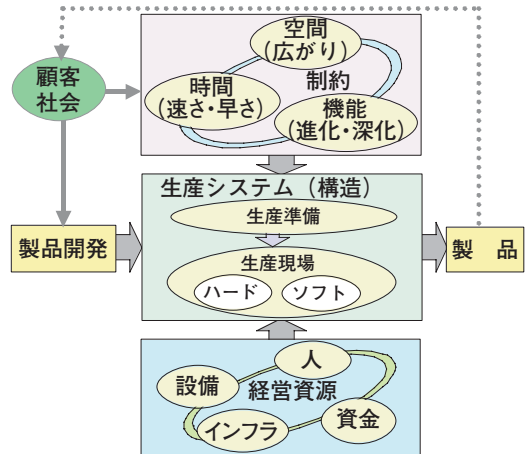 顧客
社会
空間
(広がり)
時間
(速さ・早さ)
制約
機能
(進化・深化)
生産システム（構造）
生産準備
製品開発
生産現場
ハード
ソフト
製　品
人
設備
経営資源
インフラ
資金